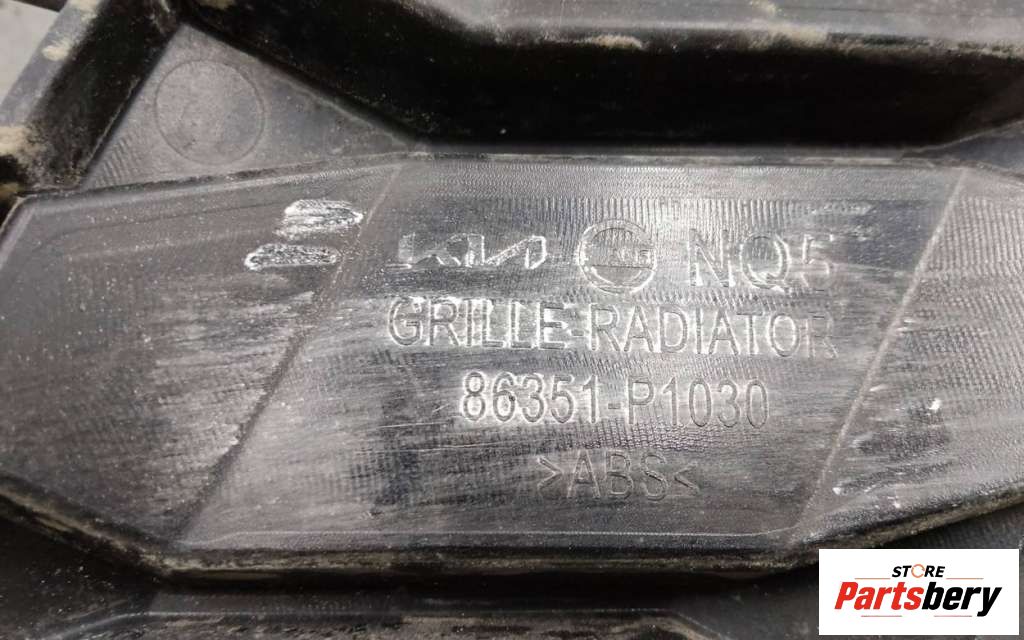 KIA NQ5
GRILLE RADIATOR
86351-P1030
>ABS<
STORE
Partsbery